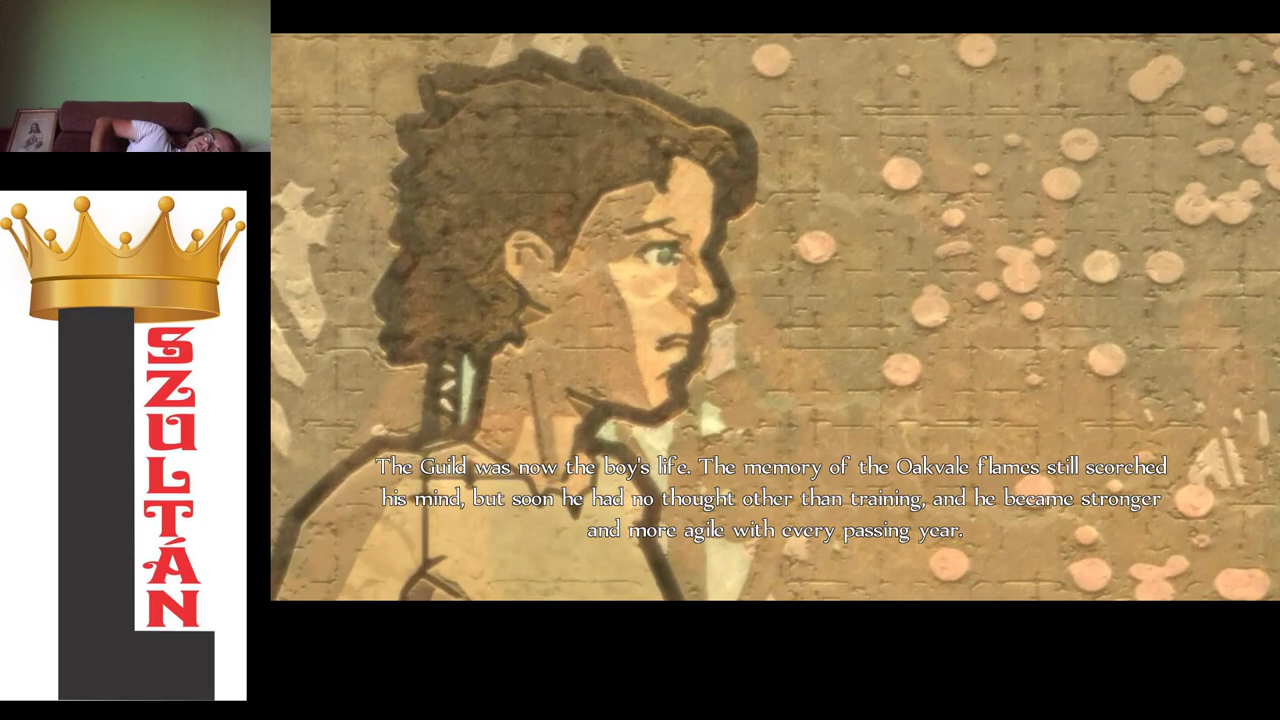 SZULTÁN
The Guild was now the boy's life. The memory of the Oakvale flames still scorched
his mind, but soon he had no thought other than training, and he became stronger
and more agile with every passing year.